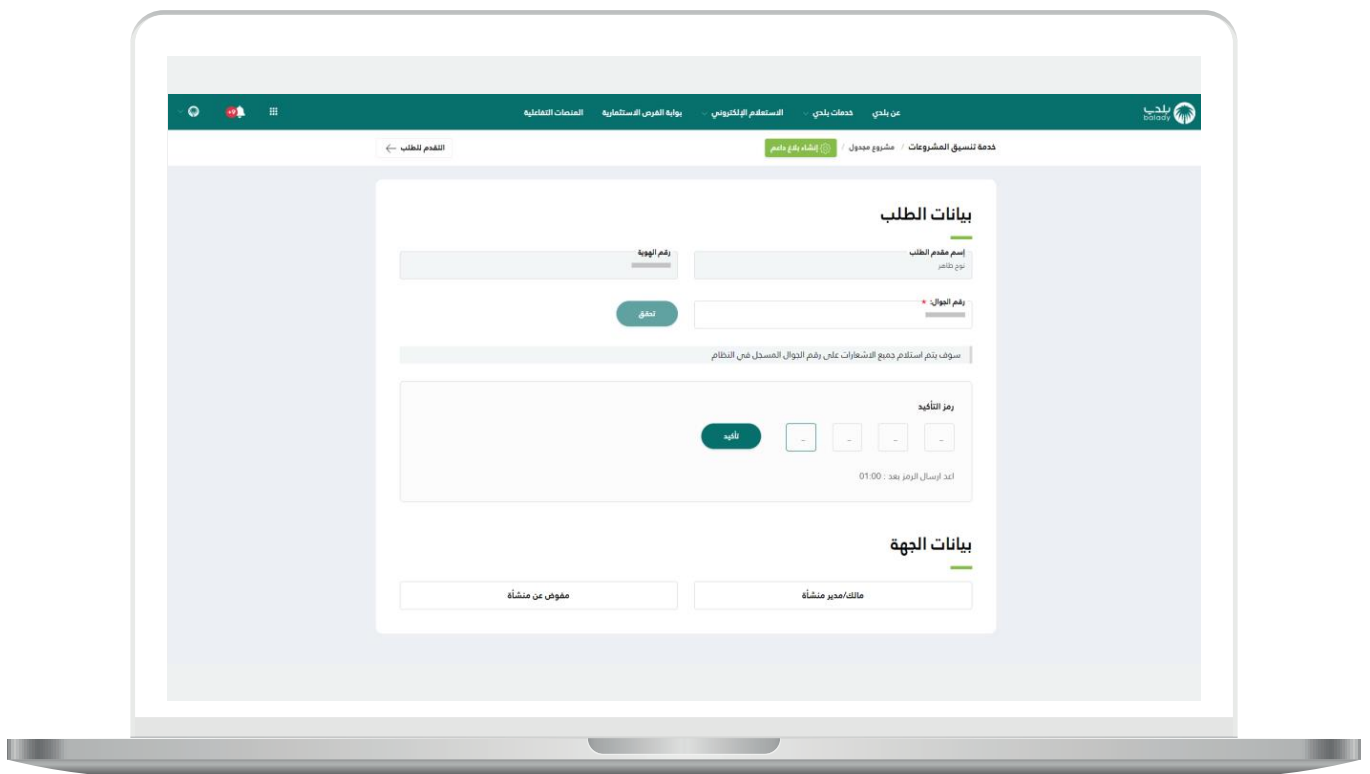 بلدي
balady
عن بلدي
خدمات بلدي
الاستعلام الإلكتروني
بوابة الفرص الاستثمارية
المنصات التفاعلية
خدمة تنسيق المشروعات / مشروع مجدول / إنشاء بلاغ داعم
التقدم للطلب ←
بيانات الطلب
إسم مقدم الطلب
نوح طاهر
رقم الهوية
رقم الجوال: *
تحقق
سوف يتم استلام جميع الاشعارات على رقم الجوال المسجل في النظام
رمز التأكيد
تأكيد
اعد ارسال الرمز بعد : 01:00
بيانات الجهة
مالك/مدير منشأة
مفوض عن منشأة